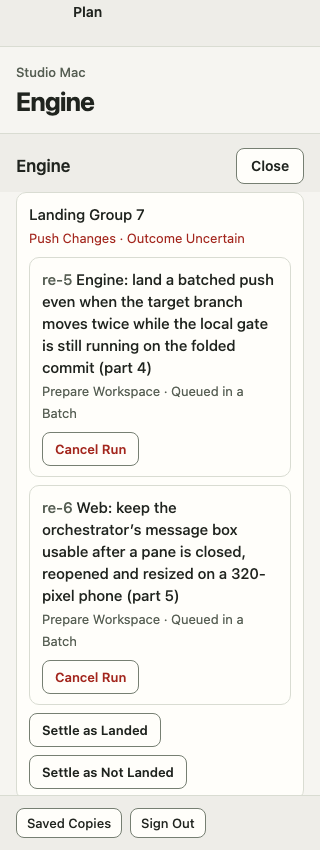 Plan
Studio Mac
Engine
Engine
Close
Landing Group 7
Push Changes · Outcome Uncertain
re-5 Engine: land a batched push
even when the target branch
moves twice while the local gate
is still running on the folded
commit (part 4)
Prepare Workspace · Queued in a
Batch
Cancel Run
re-6 Web: keep the
orchestrator’s message box
usable after a pane is closed,
reopened and resized on a 320-
pixel phone (part 5)
Prepare Workspace · Queued in a
Batch
Cancel Run
Settle as Landed
Settle as Not Landed
Saved Copies
Sign Out